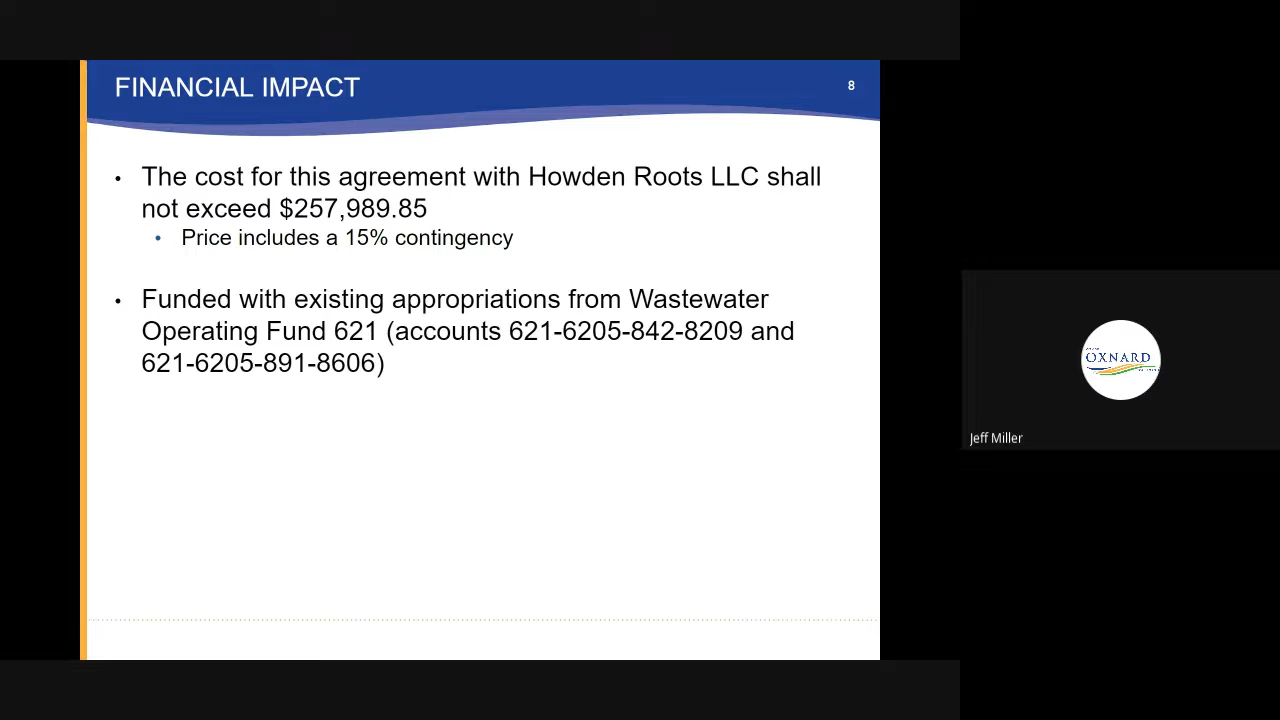 FINANCIAL IMPACT
8
• The cost for this agreement with Howden Roots LLC shall
not exceed $257,989.85
• Price includes a 15% contingency
• Funded with existing appropriations from Wastewater
Operating Fund 621 (accounts 621-6205-842-8209 and
621-6205-891-8606)
OXNARD
Jeff Miller